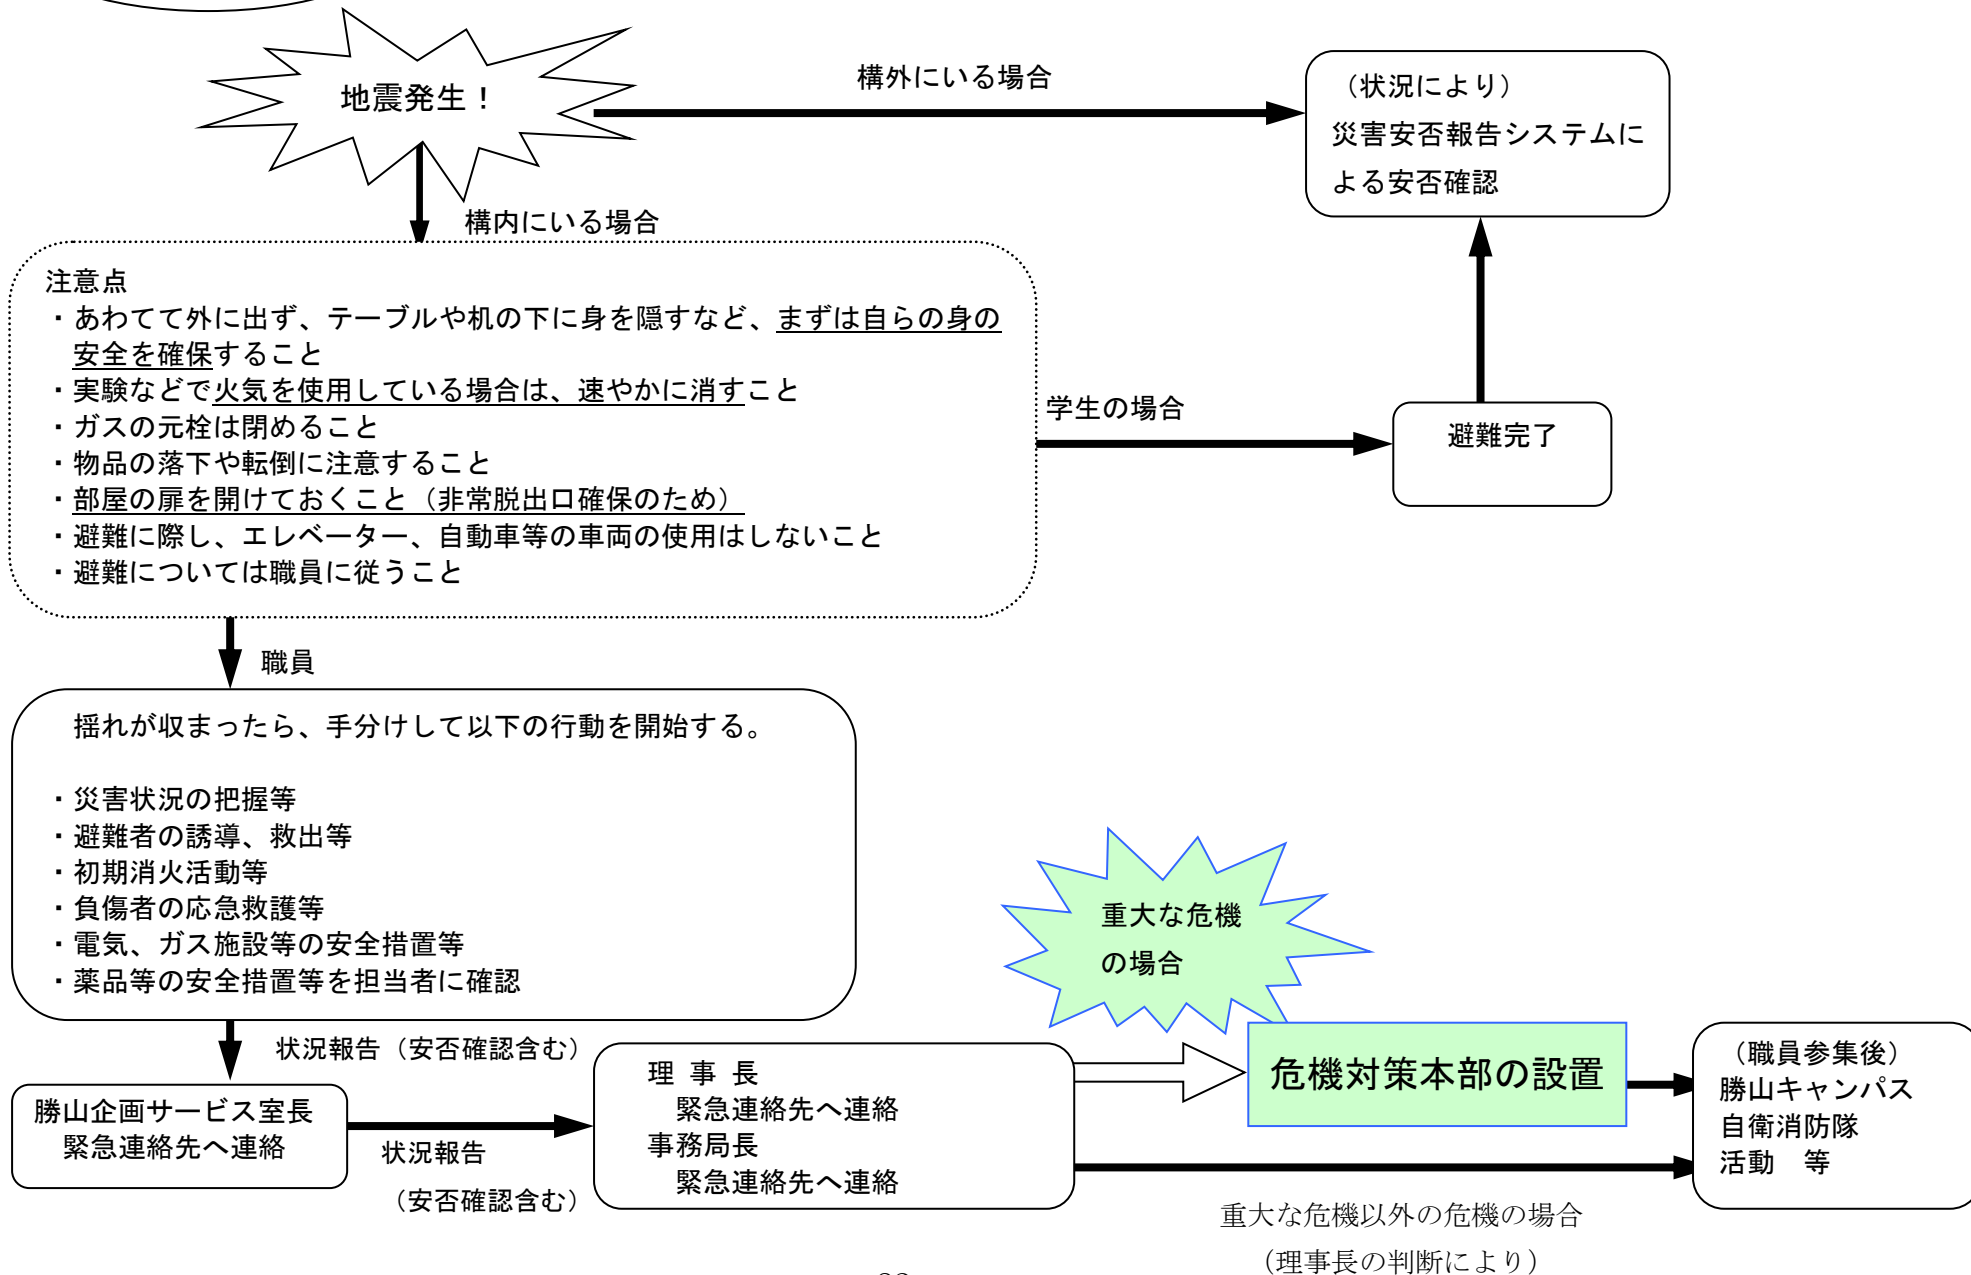 地震発生！
構外にいる場合
（状況により）
災害安否報告システムに
よる安否確認
構内にいる場合
注意点
・あわてて外に出ず、テーブルや机の下に身を隠すなど、まずは自らの身の
安全を確保すること
・実験などで火気を使用している場合は、速やかに消すこと
・ガスの元栓は閉めること
・物品の落下や転倒に注意すること
・部屋の扉を開けておくこと（非常脱出口確保のため）
・避難に際し、エレベーター、自動車等の車両の使用はしないこと
・避難については職員に従うこと
学生の場合
避難完了
職員
揺れが収まったら、手分けして以下の行動を開始する。
・災害状況の把握等
・避難者の誘導、救出等
・初期消火活動等
・負傷者の応急救護等
・電気、ガス施設等の安全措置等
・薬品等の安全措置等を担当者に確認
状況報告（安否確認含む）
勝山企画サービス室長
緊急連絡先へ連絡
状況報告
（安否確認含む）
理 事 長
緊急連絡先へ連絡
事務局長
緊急連絡先へ連絡
重大な危機
の場合
危機対策本部の設置
（職員参集後）
勝山キャンパス
自衛消防隊
活動　等
重大な危機以外の危機の場合
（理事長の判断により）